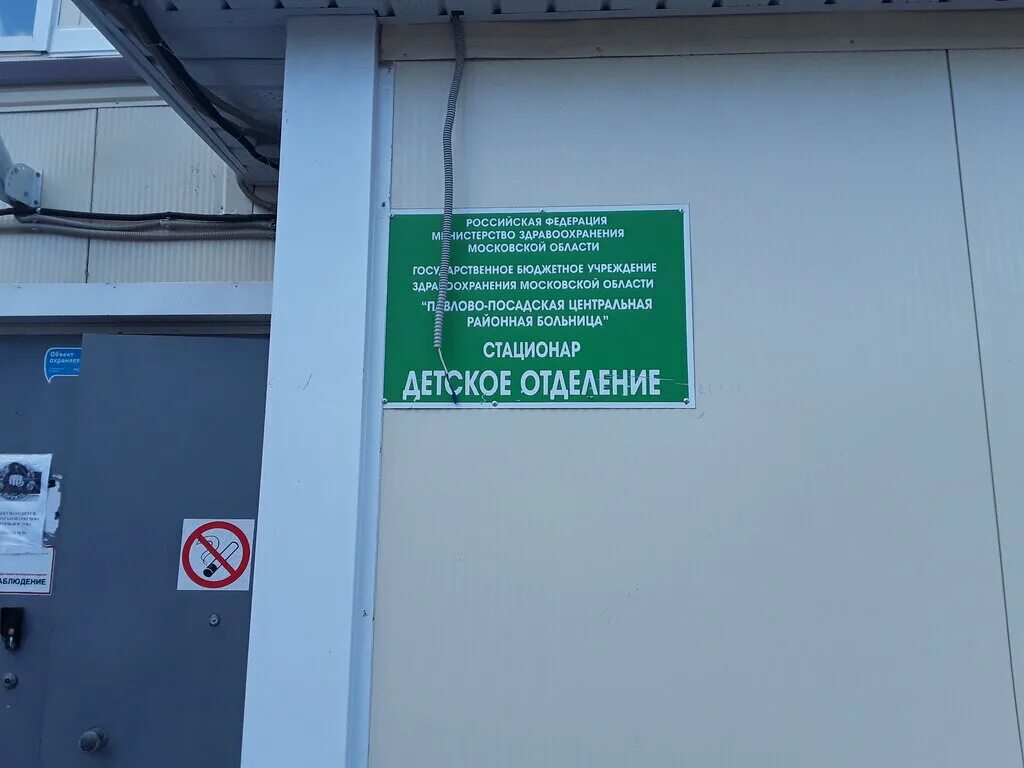 РОССИЙСКАЯ ФЕДЕРАЦИЯ
МИНИСТЕРСТВО ЗДРАВООХРАНЕНИЯ
МОСКОВСКОЙ ОБЛАСТИ
ГОСУДАРСТВЕННОЕ БЮДЖЕТНОЕ УЧРЕЖДЕНИЕ
ЗДРАВООХРАНЕНИЯ МОСКОВСКОЙ ОБЛАСТИ
"ПАВЛОВО-ПОСАДСКАЯ ЦЕНТРАЛЬНАЯ
РАЙОННАЯ БОЛЬНИЦА"
СТАЦИОНАР
ДЕТСКОЕ ОТДЕЛЕНИЕ
Объект
охраняется
АБЛЮДЕНИЕ